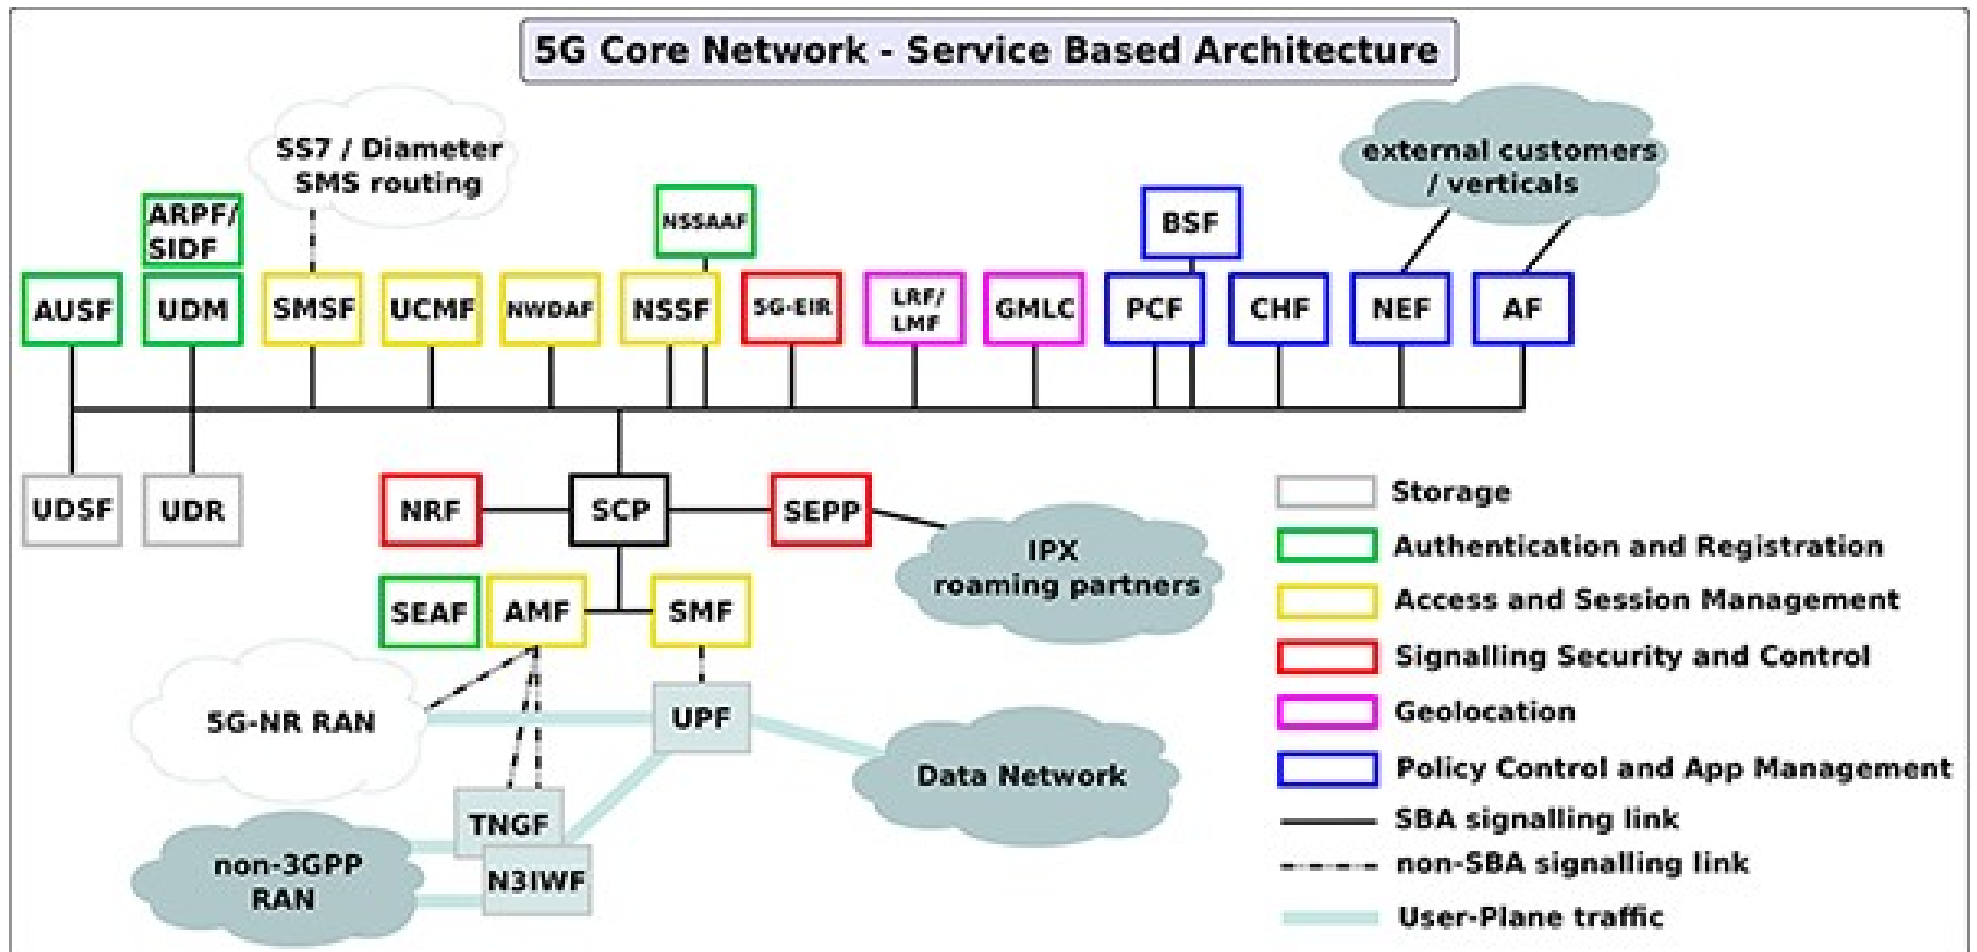 5G Core Network - Service Based Architecture
SS7 / Diameter
SMS routing
external customers
/ verticals
ARPF/
SIDF
NSSAAF
BSF
AUSF
UDM
SMSF
UCMF
NWDAF
NSSF
5G-EIR
LRF/
LMF
GMLC
PCF
CHF
NEF
AF
UDSF
UDR
NRF
SCP
SEPP
IPX
roaming partners
SEAF
AMF
SMF
5G-NR RAN
UPF
Data Network
TNGF
N3IWF
non-3GPP
RAN
Storage
Authentication and Registration
Access and Session Management
Signalling Security and Control
Geolocation
Policy Control and App Management
SBA signalling link
non-SBA signalling link
User-Plane traffic